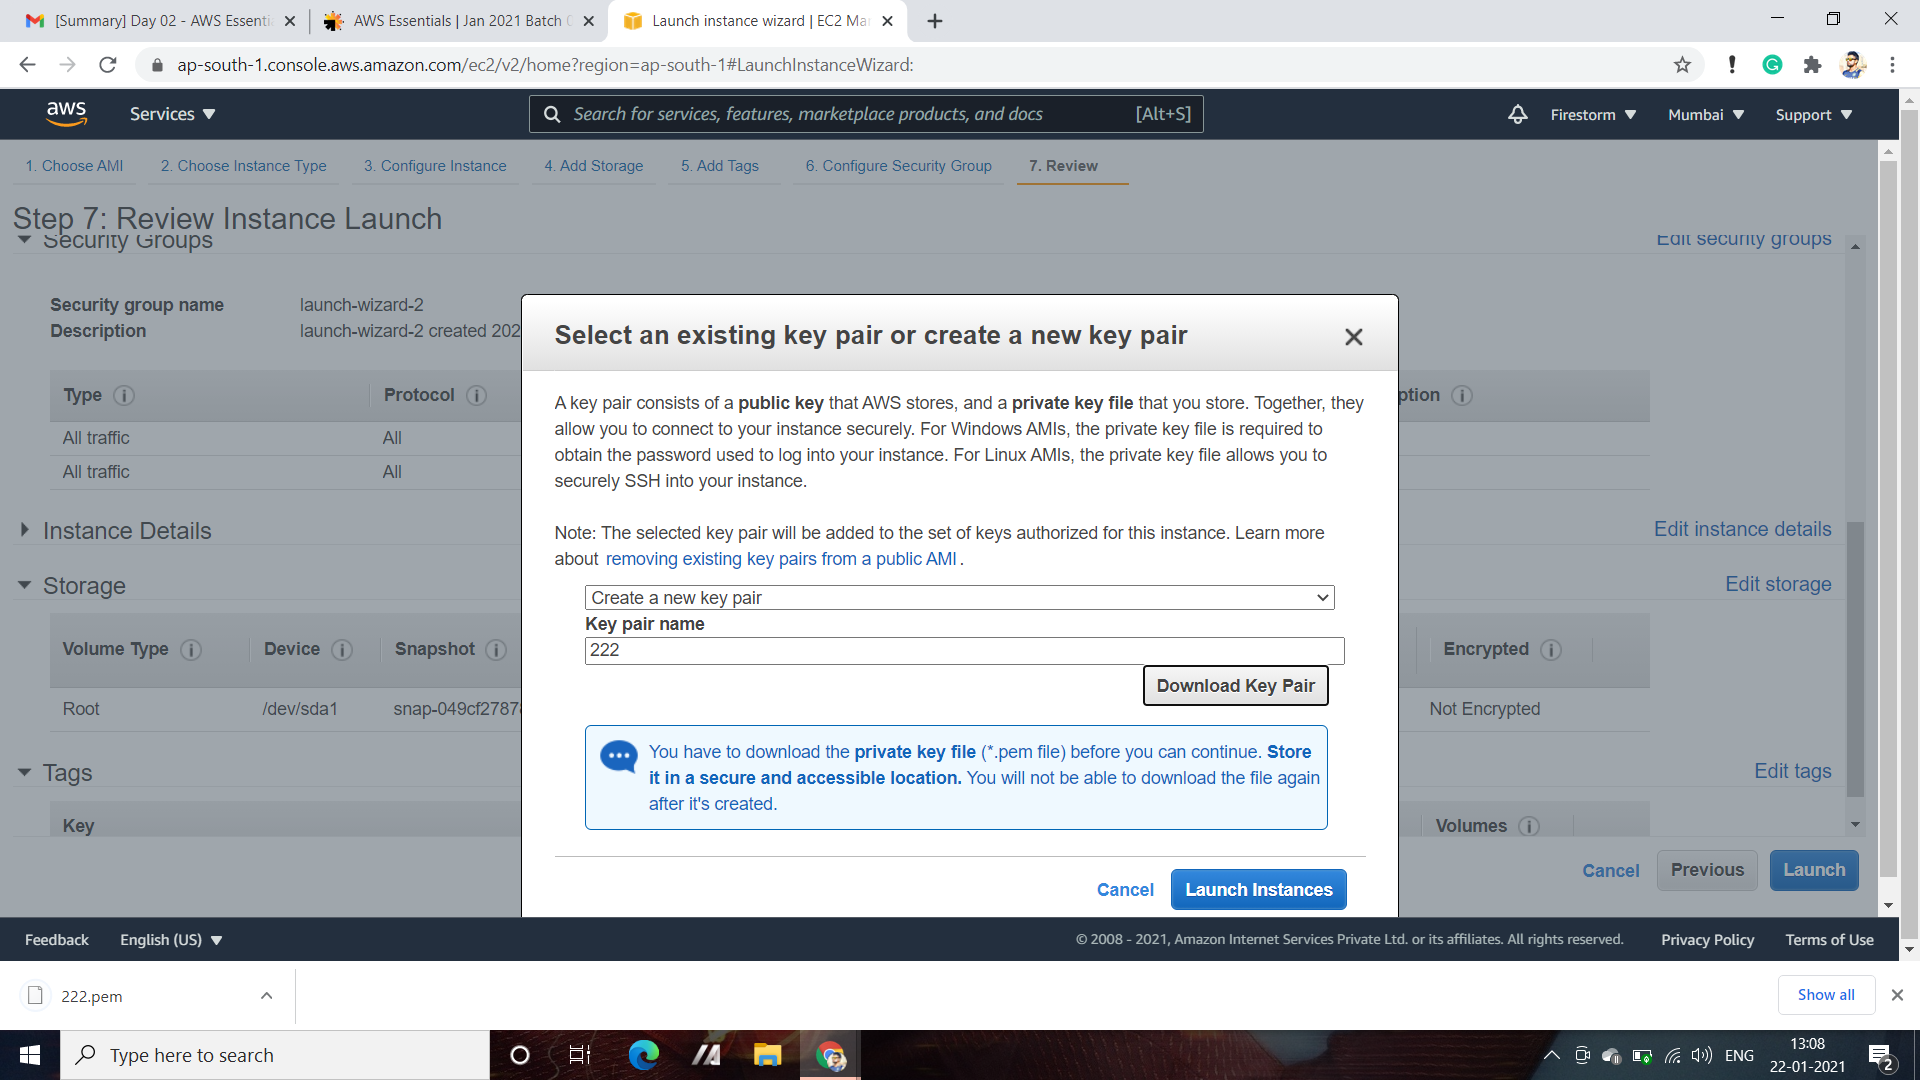 [Summary] Day 02 - AWS Essenti
AWS Essentials | Jan 2021 Batch
Launch instance wizard | EC2 Ma
ap-south-1.console.aws.amazon.com/ec2/v2/home?region=ap-south-1#LaunchInstanceWizard:
aws
Services
Search for services, features, marketplace products, and docs
[Alt+S]
Firestorm
Mumbai
Support
1. Choose AMI
2. Choose Instance Type
3. Configure Instance
4. Add Storage
5. Add Tags
6. Configure Security Group
7. Review
Step 7: Review Instance Launch
Security Groups
Edit security groups
Security group name
launch-wizard-2
Description
launch-wizard-2 created 202
Type
Protocol
ption
All traffic
All
All traffic
All
Instance Details
Edit instance details
Storage
Edit storage
Volume Type
Device
Snapshot
Encrypted
Root
/dev/sda1
snap-049cf2787
Not Encrypted
Tags
Edit tags
Key
Volumes
Select an existing key pair or create a new key pair
A key pair consists of a public key that AWS stores, and a private key file that you store. Together, they
allow you to connect to your instance securely. For Windows AMIs, the private key file is required to
obtain the password used to log into your instance. For Linux AMIs, the private key file allows you to
securely SSH into your instance.
Note: The selected key pair will be added to the set of keys authorized for this instance. Learn more
about removing existing key pairs from a public AMI.
Create a new key pair
Key pair name
222
Download Key Pair
You have to download the private key file (*.pem file) before you can continue. Store
it in a secure and accessible location. You will not be able to download the file again
after it's created.
Cancel
Launch Instances
Cancel
Previous
Launch
Feedback
English (US)
© 2008 - 2021, Amazon Internet Services Private Ltd. or its affiliates. All rights reserved.
Privacy Policy
Terms of Use
222.pem
Show all
Type here to search
ENG
13:08
22-01-2021
2